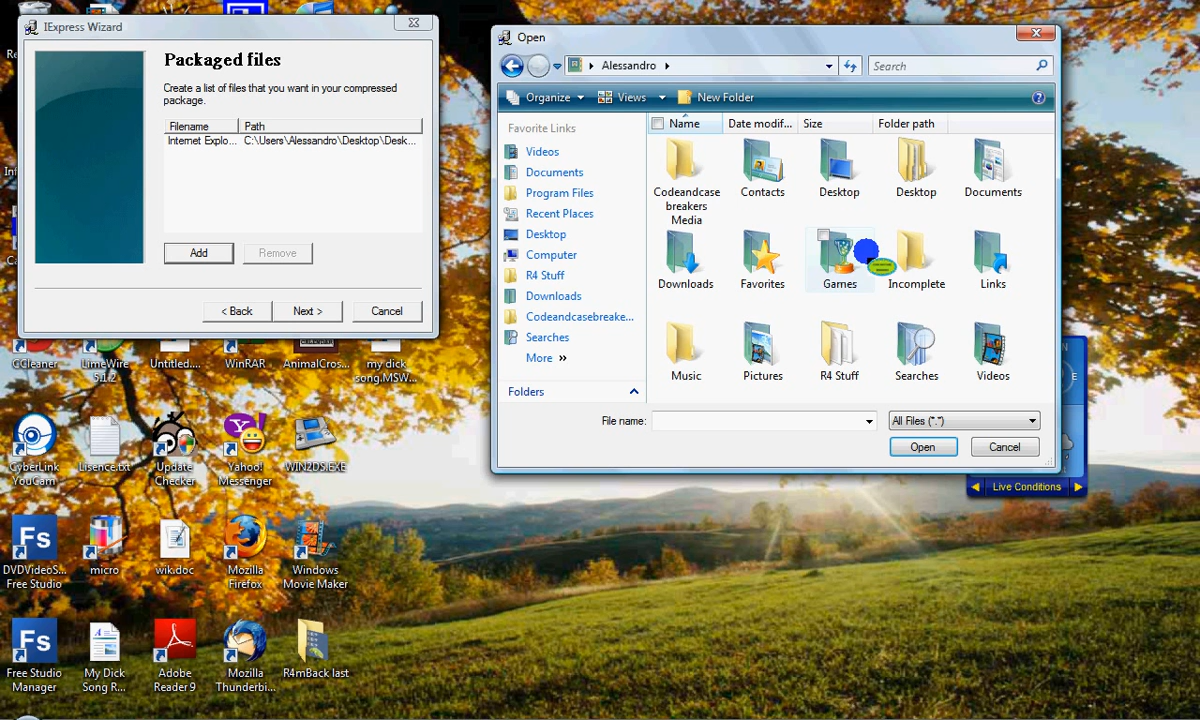 IExpress Wizard
Packaged files
Create a list of files that you want in your compressed
package.
Filename Path
Internet Explo... C:\Users\Alessandro\Desktop\Desk...
Add Remove
< Back Next > Cancel
Open
Alessandro
Search
Organize Views New Folder
Favorite Links
Videos
Documents
Program Files
Recent Places
Desktop
Computer
R4 Stuff
Downloads
Codeandcasebreake...
Searches
More »
Folders
Name Date modif... Size Folder path
Codeandcase
breakers
Media
Contacts
Desktop
Desktop
Documents
Downloads
Favorites
Games
Incomplete
Links
Music
Pictures
R4 Stuff
Searches
Videos
File name:
All Files (*.*)
Open Cancel
Live Conditions
CCleaner
LimeWire
5.1.2
Untitled....
WinRAR
AnimalCros...
my dick
song.MSW...
CyberLink
YouCam
Lisence.txt
Update
Checker
Yahoo!
Messenger
WIN2DS.EXE
Fs
DVDVideoS...
Free Studio
micro
wik.doc
Mozilla
Firefox
Windows
Movie Maker
Fs
Free Studio
Manager
My Dick
Song R...
Adobe
Reader 9
Mozilla
Thunderbi...
R4mBack last